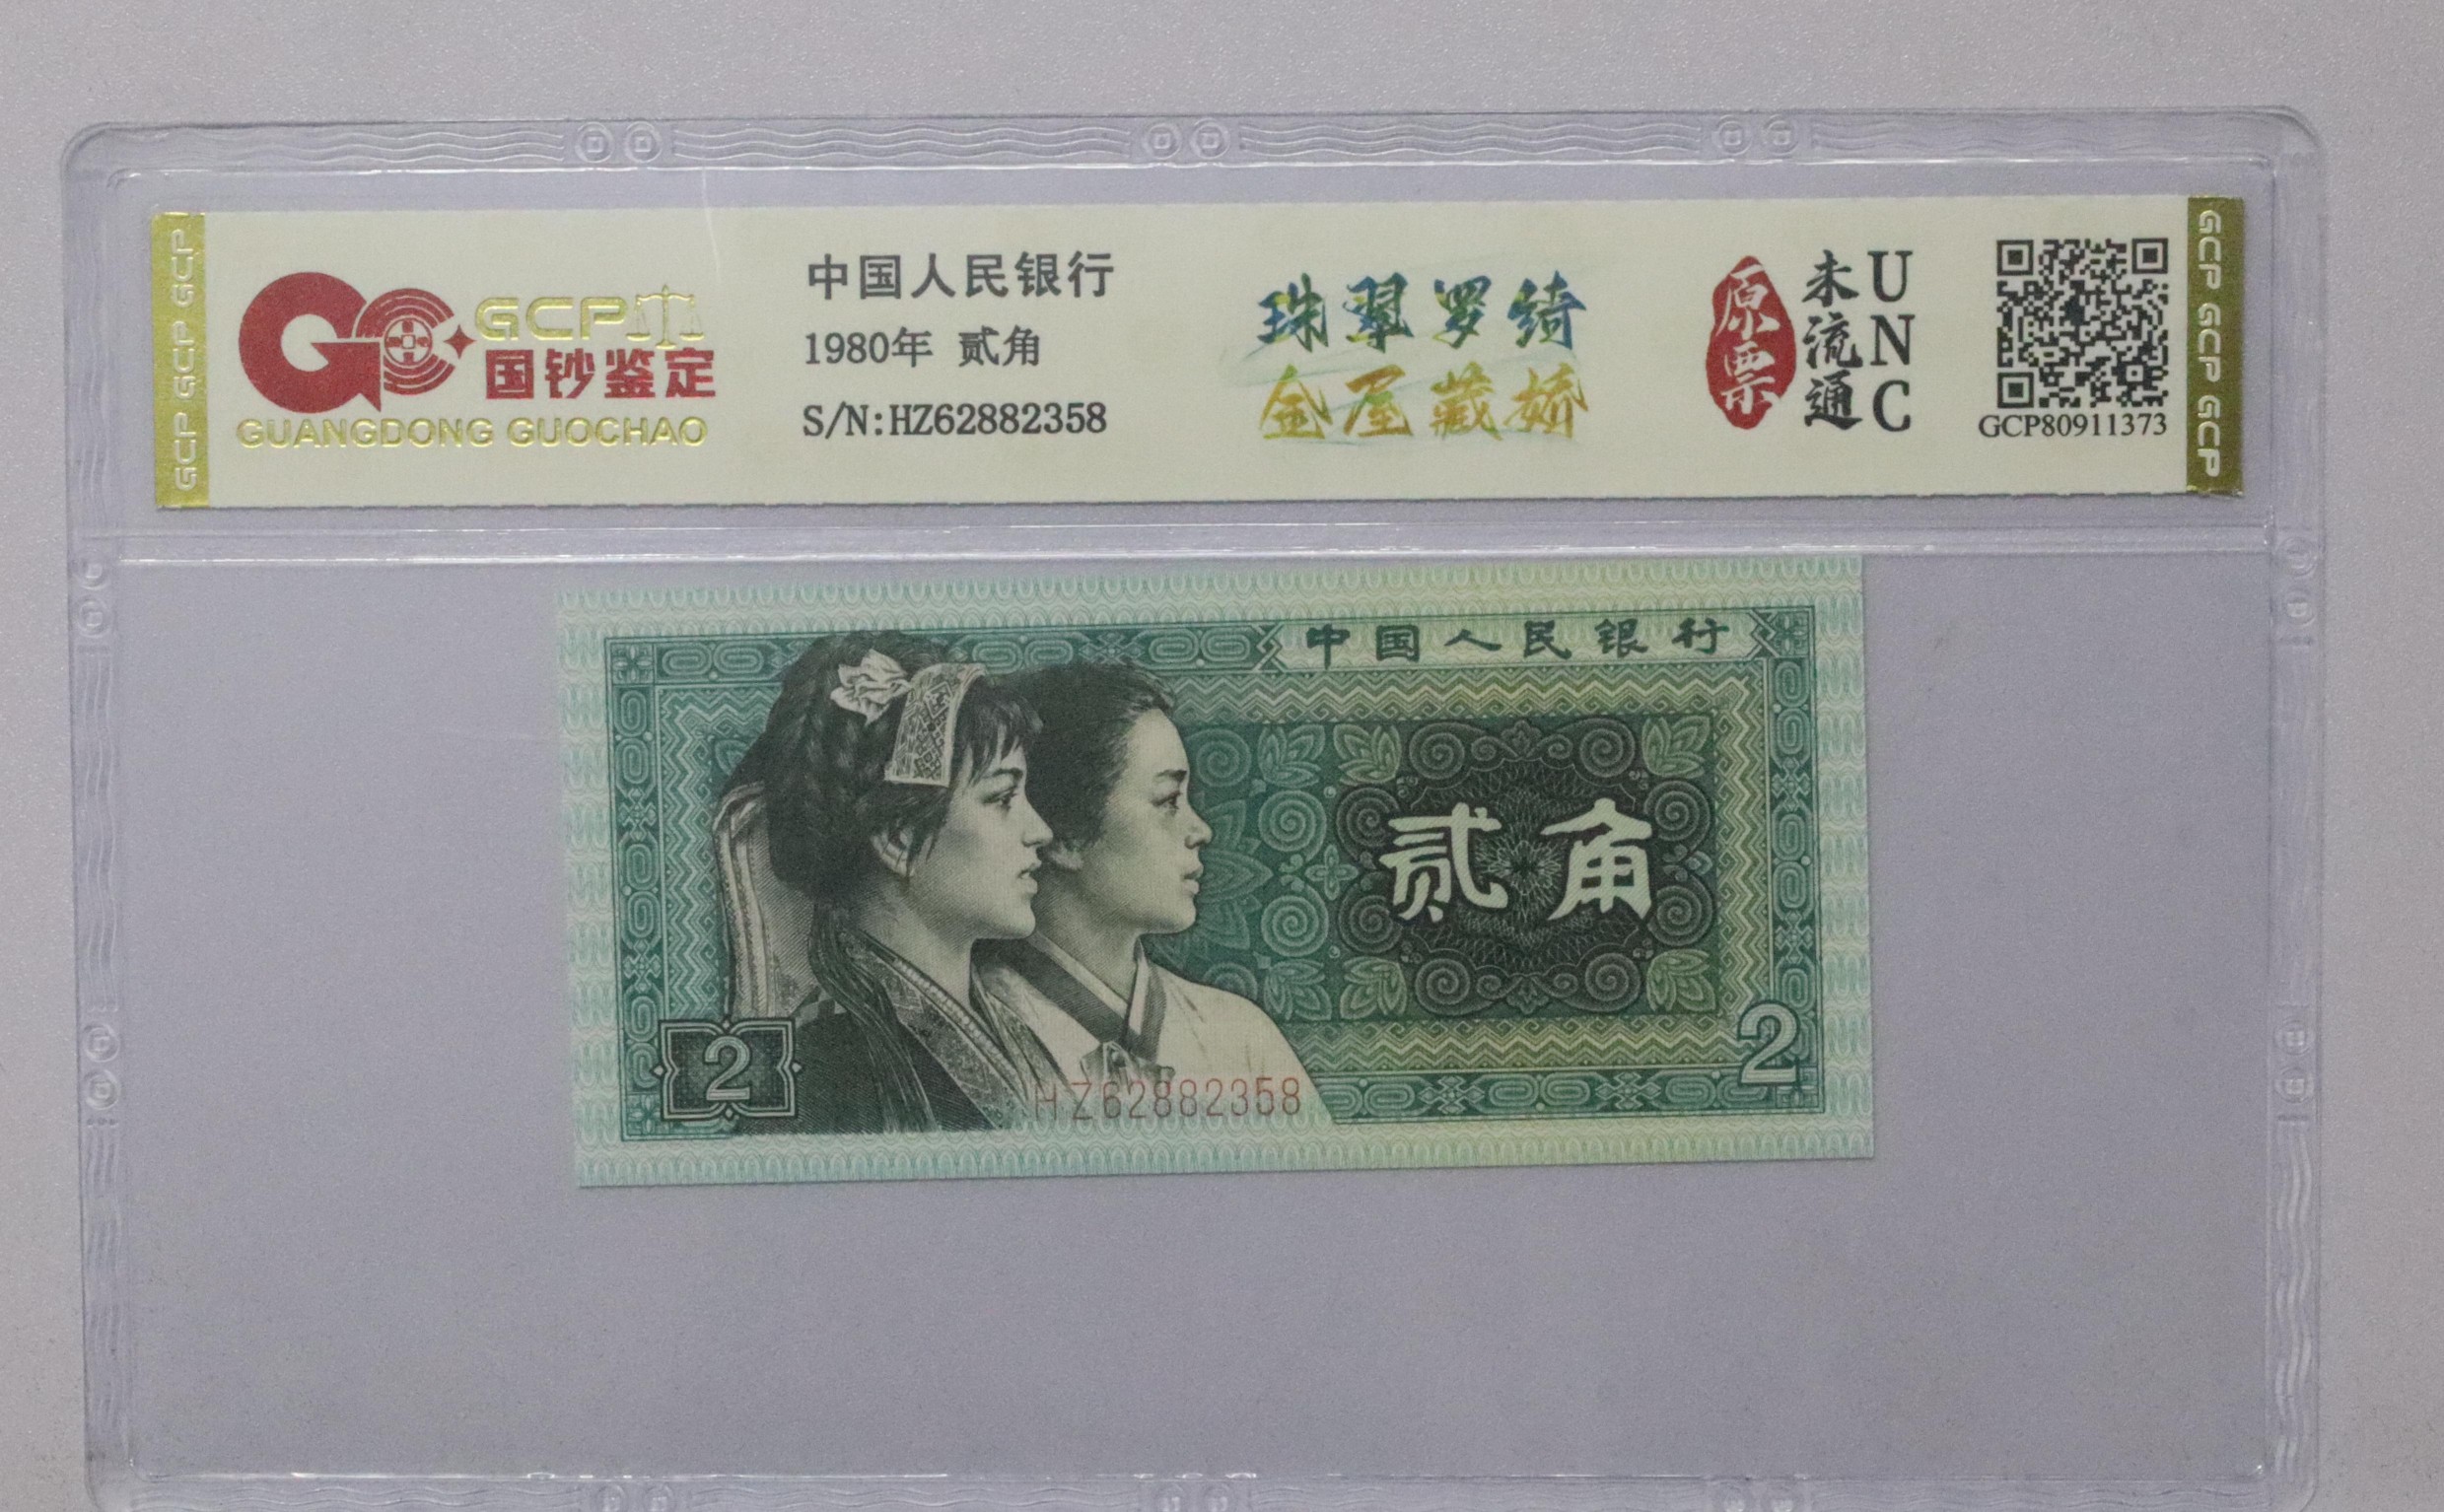 GCP GCP GCP
GCP
国钞鉴定
GUANGDONG GUOCHAO
中国人民银行
1980年 贰角
S/N:HZ62882358
珠翠罗绮
金屋藏娇
原票
未流通
UNC
GCP80911373
GCP GCP GCP
中国人民银行
贰角
2
2
HZ62882358